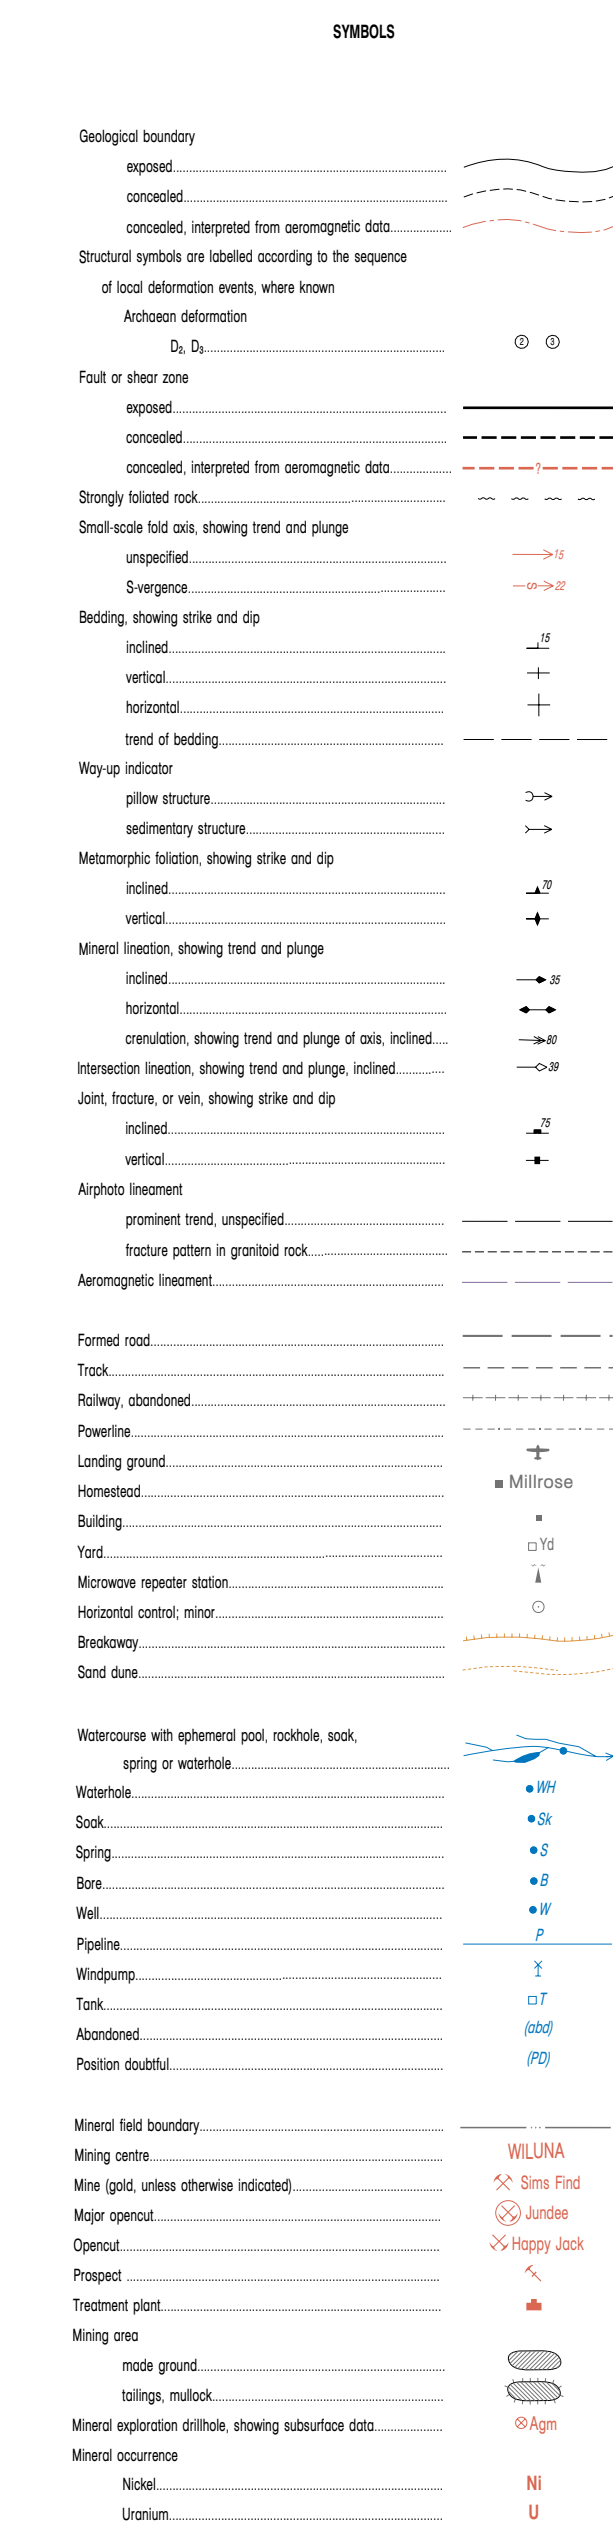 SYMBOLS
Geological boundary
exposed
concealed
concealed, interpreted from aeromagnetic data
Structural symbols are labelled according to the sequence
of local deformation events, where known
Archaean deformation
D₂, D₃ 2 3
Fault or shear zone
exposed
concealed
concealed, interpreted from aeromagnetic data ?
Strongly foliated rock
Small-scale fold axis, showing trend and plunge
unspecified 15
S-vergence S 22
Bedding, showing strike and dip
inclined 15
vertical
horizontal
trend of bedding
Way-up indicator
pillow structure
sedimentary structure
Metamorphic foliation, showing strike and dip
inclined 70
vertical
Mineral lineation, showing trend and plunge
inclined 35
horizontal
crenulation, showing trend and plunge of axis, inclined 80
Intersection lineation, showing trend and plunge, inclined 39
Joint, fracture, or vein, showing strike and dip
inclined 75
vertical
Airphoto lineament
prominent trend, unspecified
fracture pattern in granitoid rock
Aeromagnetic lineament
Formed road
Track
Railway, abandoned
Powerline
Landing ground
Homestead Millrose
Building
Yard Yd
Microwave repeater station
Horizontal control; minor
Breakaway
Sand dune
Watercourse with ephemeral pool, rockhole, soak,
spring or waterhole
Waterhole WH
Soak Sk
Spring S
Bore B
Well W
Pipeline P
Windpump
Tank T
Abandoned (abd)
Position doubtful (PD)
Mineral field boundary
Mining centre WILUNA
Mine (gold, unless otherwise indicated) Sims Find
Major opencut Jundee
Opencut Happy Jack
Prospect
Treatment plant
Mining area
made ground
tailings, mullock
Mineral exploration drillhole, showing subsurface data Agm
Mineral occurrence
Nickel Ni
Uranium U